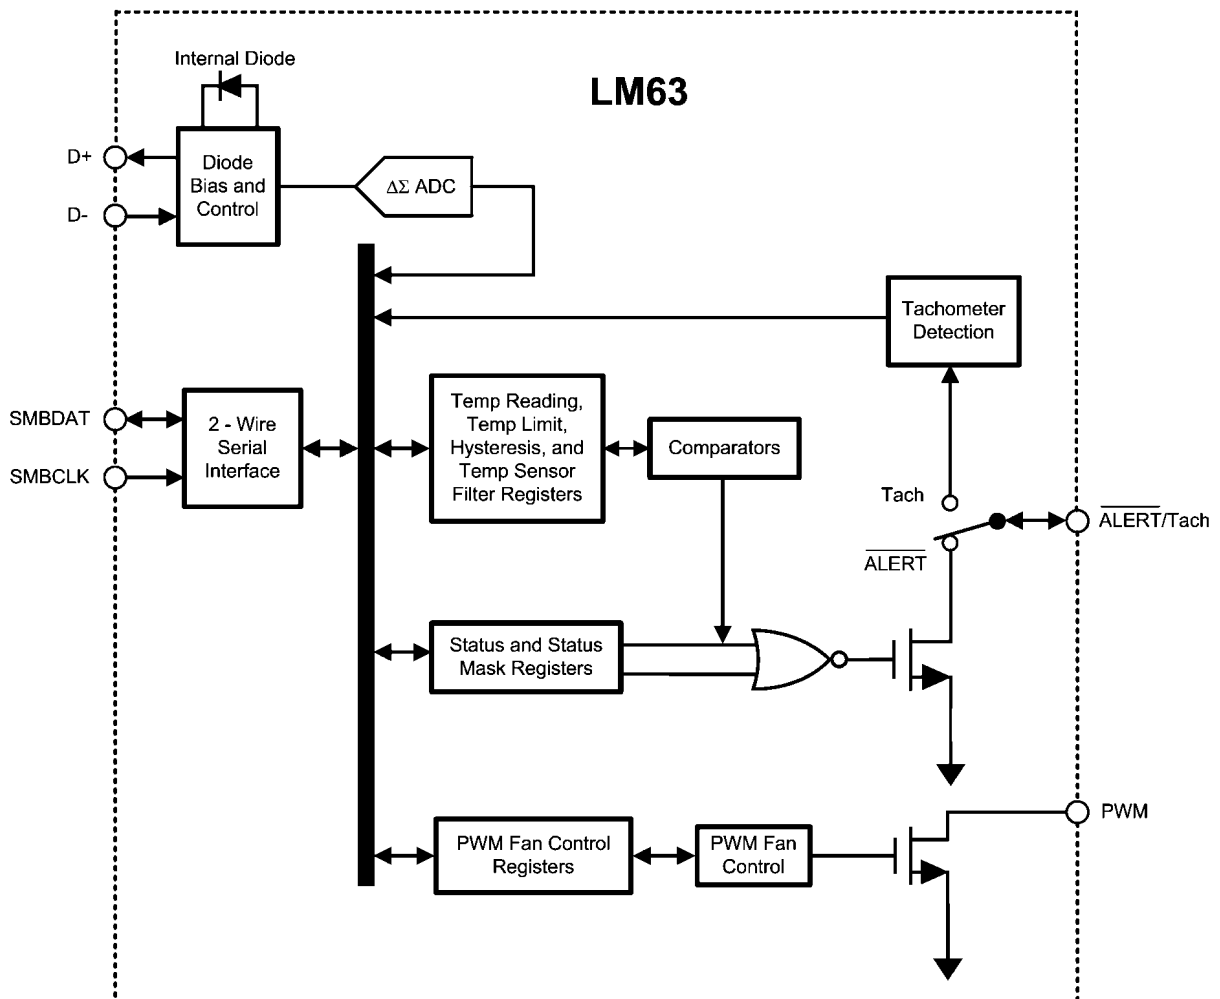 Internal Diode
LM63
D+
D-
Diode
Bias and
Control
ΔΣ ADC
Tachometer
Detection
SMBDAT
SMBCLK
2 - Wire
Serial
Interface
Temp Reading,
Temp Limit,
Hysteresis, and
Temp Sensor
Filter Registers
Comparators
Tach
ALERT
ALERT/Tach
Status and Status
Mask Registers
PWM
PWM Fan Control
Registers
PWM Fan
Control